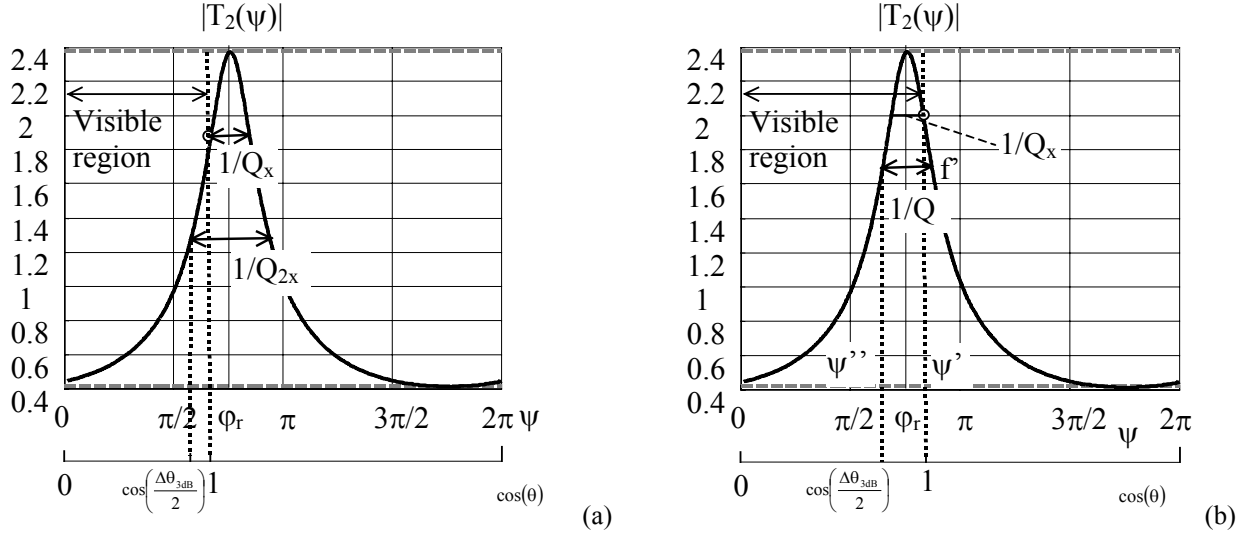 |T₂(ψ)|
2.4
2.2
2
1.8
1.6
1.4
1.2
1
0.8
0.6
0.4
Visible
region
1/Qₓ
1/Q₂ₓ
0 π/2 φᵣ π 3π/2 2π ψ
0 cos(Δθ₃dB/2) 1 cos(θ)
(a)
|T₂(ψ)|
2.4
2.2
2
1.8
1.6
1.4
1.2
1
0.8
0.6
0.4
Visible
region
1/Qₓ
f’’
1/Q
ψ’’ ψ’
0 π/2 φᵣ π 3π/2 ψ 2π
0 cos(Δθ₃dB/2) 1 cos(θ)
(b)